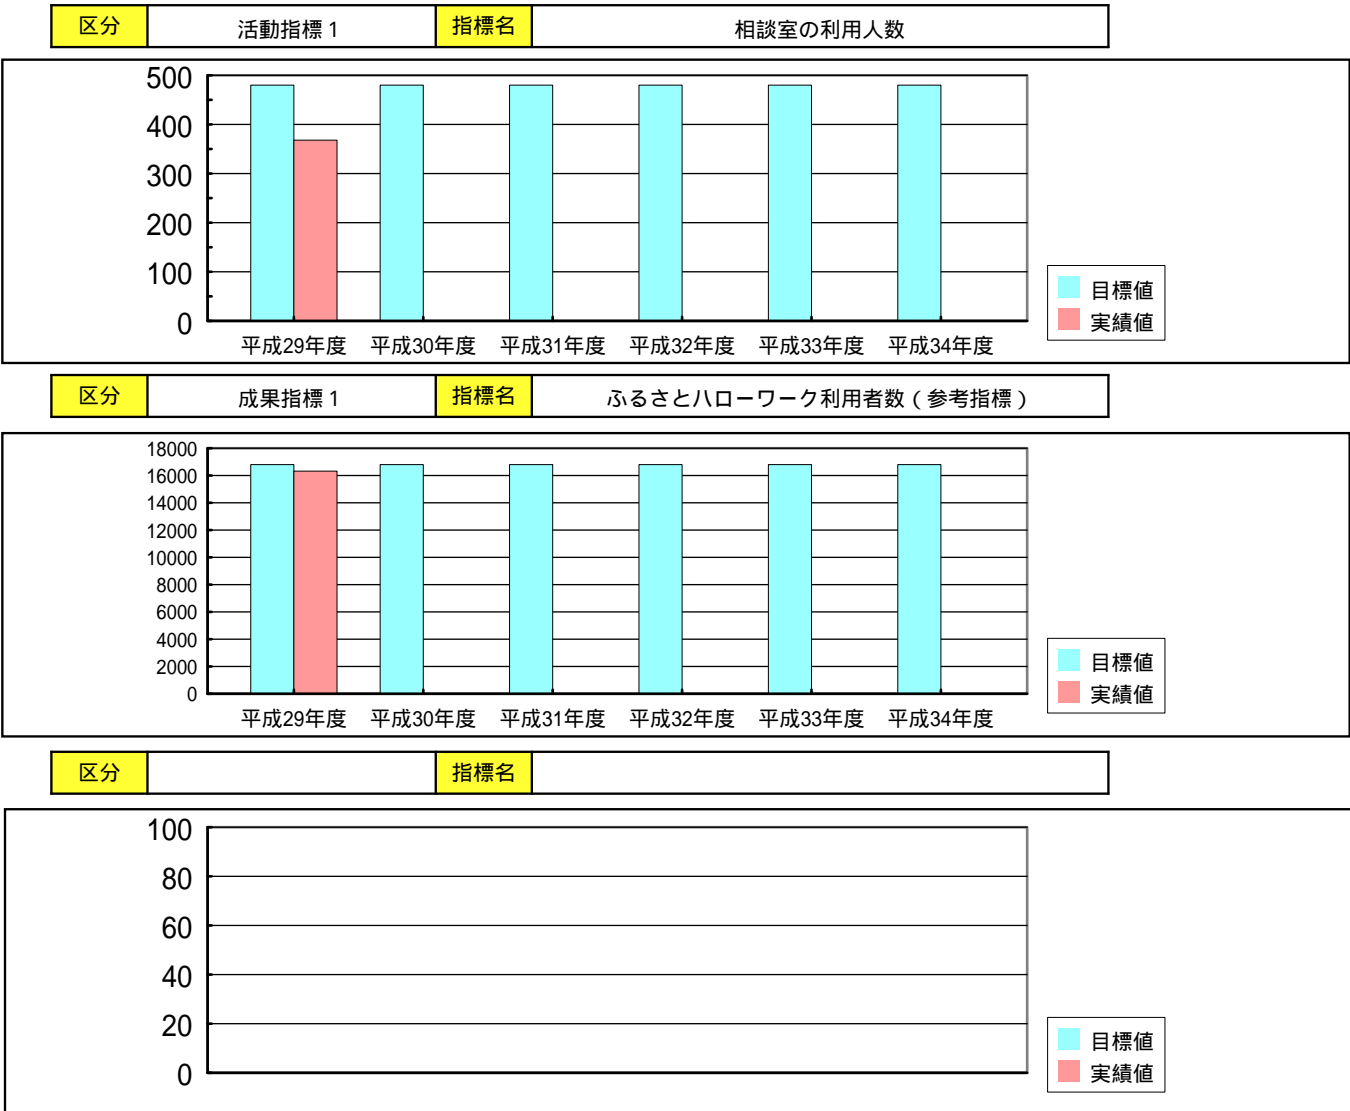 区分 活動指標1 指標名 相談室の利用人数
500
400
300
200
100
0
平成29年度 平成30年度 平成31年度 平成32年度 平成33年度 平成34年度
目標値
実績値
区分 成果指標1 指標名 ふるさとハローワーク利用者数（参考指標）
18000
16000
14000
12000
10000
8000
6000
4000
2000
0
平成29年度 平成30年度 平成31年度 平成32年度 平成33年度 平成34年度
目標値
実績値
区分 指標名
100
80
60
40
20
0
目標値
実績値